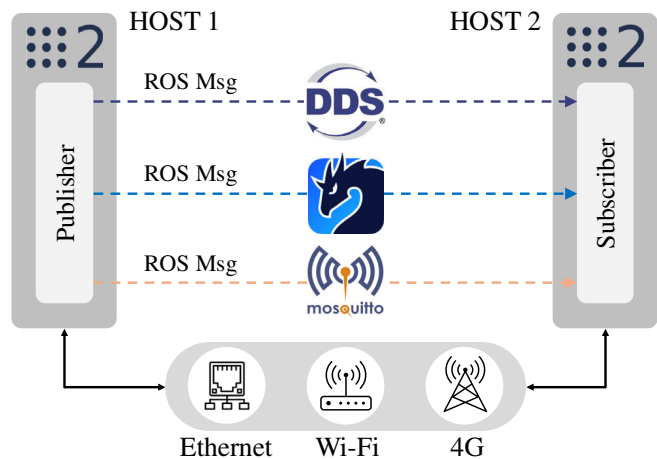 HOST 1
HOST 2
2
2
ROS Msg
DDS
®
Publisher
Subscriber
ROS Msg
ROS Msg
mosquitto
Ethernet
Wi-Fi
4G